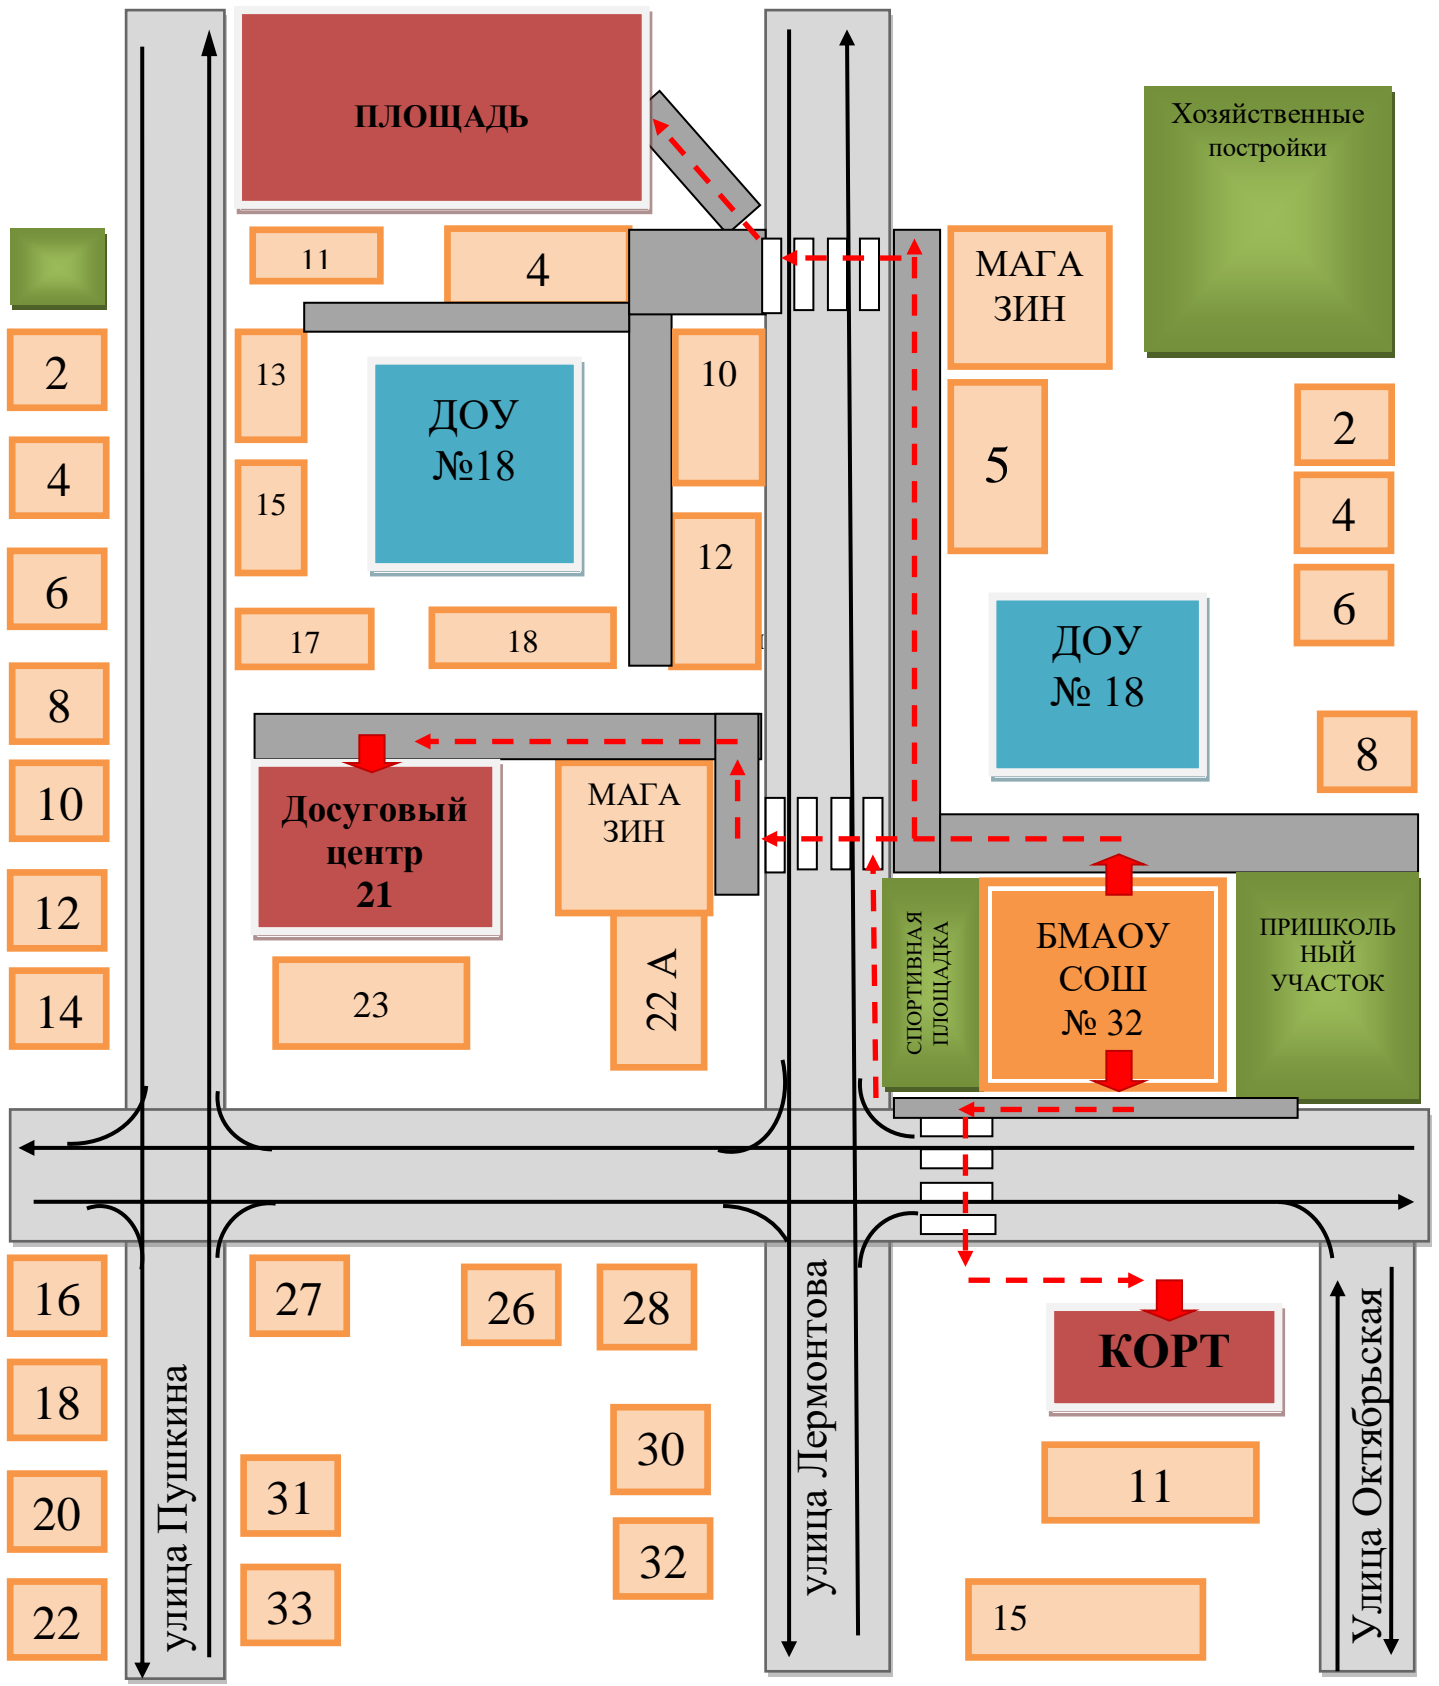 ПЛОЩАДЬ
Хозяйственные
постройки
11
4
МАГА
ЗИН
2
13
ДОУ
№18
10
5
2
4
15
4
6
12
6
17
18
ДОУ
№ 18
8
8
10
Досуговый
центр
21
МАГА
ЗИН
12
22 А
СПОРТИВНАЯ
ПЛОЩАДКА
БМАОУ
СОШ
№ 32
ПРИШКОЛЬ
НЫЙ
УЧАСТОК
14
23
16
27
26
28
улица Лермонтова
Улица Октябрьская
КОРТ
18
улица Пушкина
30
11
20
31
32
22
33
15